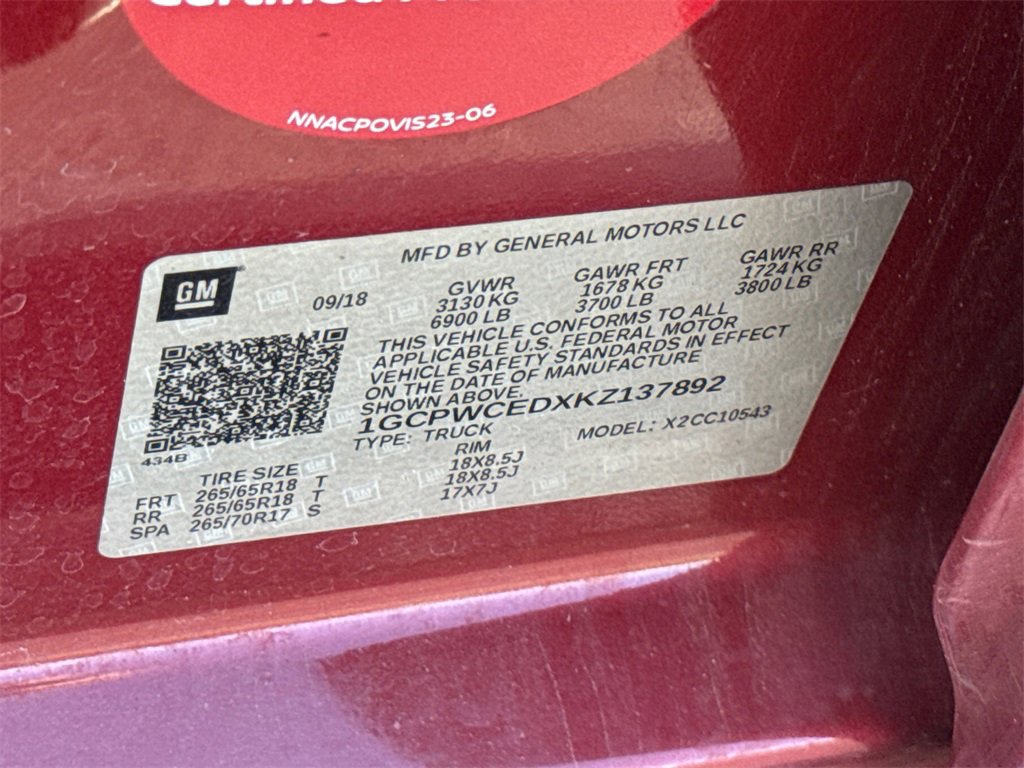 NNACPOVIS23-06
MFD BY GENERAL MOTORS LLC
GM
09/18
GVWR
3130 KG
6900 LB
GAWR FRT
1678 KG
3700 LB
GAWR RR
1724 KG
3800 LB
THIS VEHICLE CONFORMS TO ALL
APPLICABLE U.S. FEDERAL MOTOR
VEHICLE SAFETY STANDARDS IN EFFECT
ON THE DATE OF MANUFACTURE
SHOWN ABOVE.
1GCPWCEDXKZ137892
TYPE: TRUCK
MODEL: X2CC10543
434B
TIRE SIZE
RIM
FRT 265/65R18 T 18X8.5J
RR 265/65R18 T 18X8.5J
SPA 265/70R17 S 17X7J